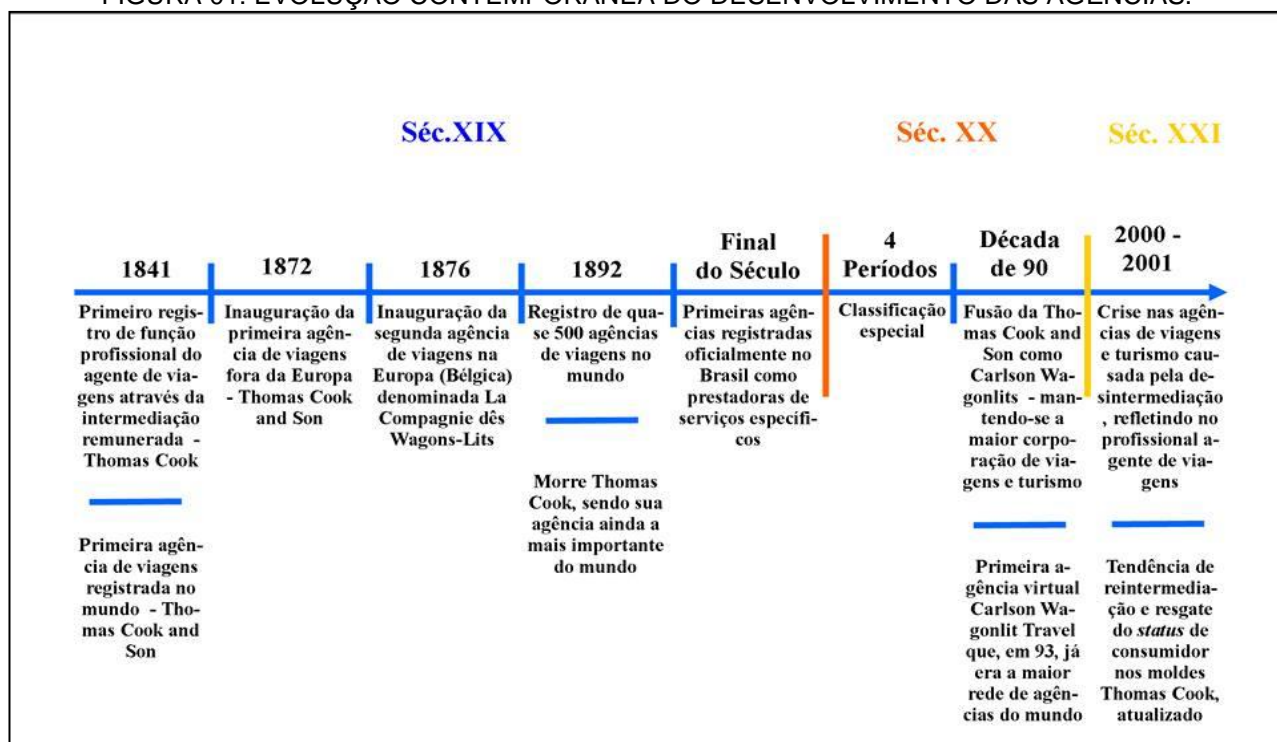 FIGURA 01: EVOLUÇÃO CONTEMPORÂNEA DO DESENVOLVIMENTO DAS AGÊNCIAS.
Séc.XIX
Séc. XX
Séc. XXI
1841
Primeiro regis-
tro de função
profissional do
agente de via-
gens através da
intermediação
remunerada -
Thomas Cook
Primeira agên-
cia de viagens
registrada no
mundo - Tho-
mas Cook and
Son
1872
Inauguração da
primeira agên-
cia de viagens
fora da Europa
- Thomas Cook
and Son
1876
Inauguração da
segunda agência
de viagens na
Europa (Bélgica)
denominada La
Compagnie dês
Wagons-Lits
1892
Registro de qua-
se 500 agências
de viagens no
mundo
Morre Thomas
Cook, sendo sua
agência ainda a
mais importante
do mundo
Final
do Século
Primeiras agên-
cias registradas
oficialmente no
Brasil como
prestadoras de
serviços específi-
cos
4
Períodos
Classificação
especial
Década
de 90
Fusão da Tho-
mas Cook and
Son como
Carlson Wa-
gonlits - man-
tendo-se a
maior corpo-
ração de via-
gens e turismo
Primeira a-
gência virtual
Carlson Wa-
gonlit Travel
que, em 93, já
era a maior
rede de agên-
cias do mundo
2000 -
2001
Crise nas agên-
cias de viagens
e turismo cau-
sada pela de-
sintermediação
, refletindo no
profissional a-
gente de via-
gens
Tendência de
reintermedia-
ção e resgate
do status de
consumidor
nos moldes
Thomas Cook,
atualizado